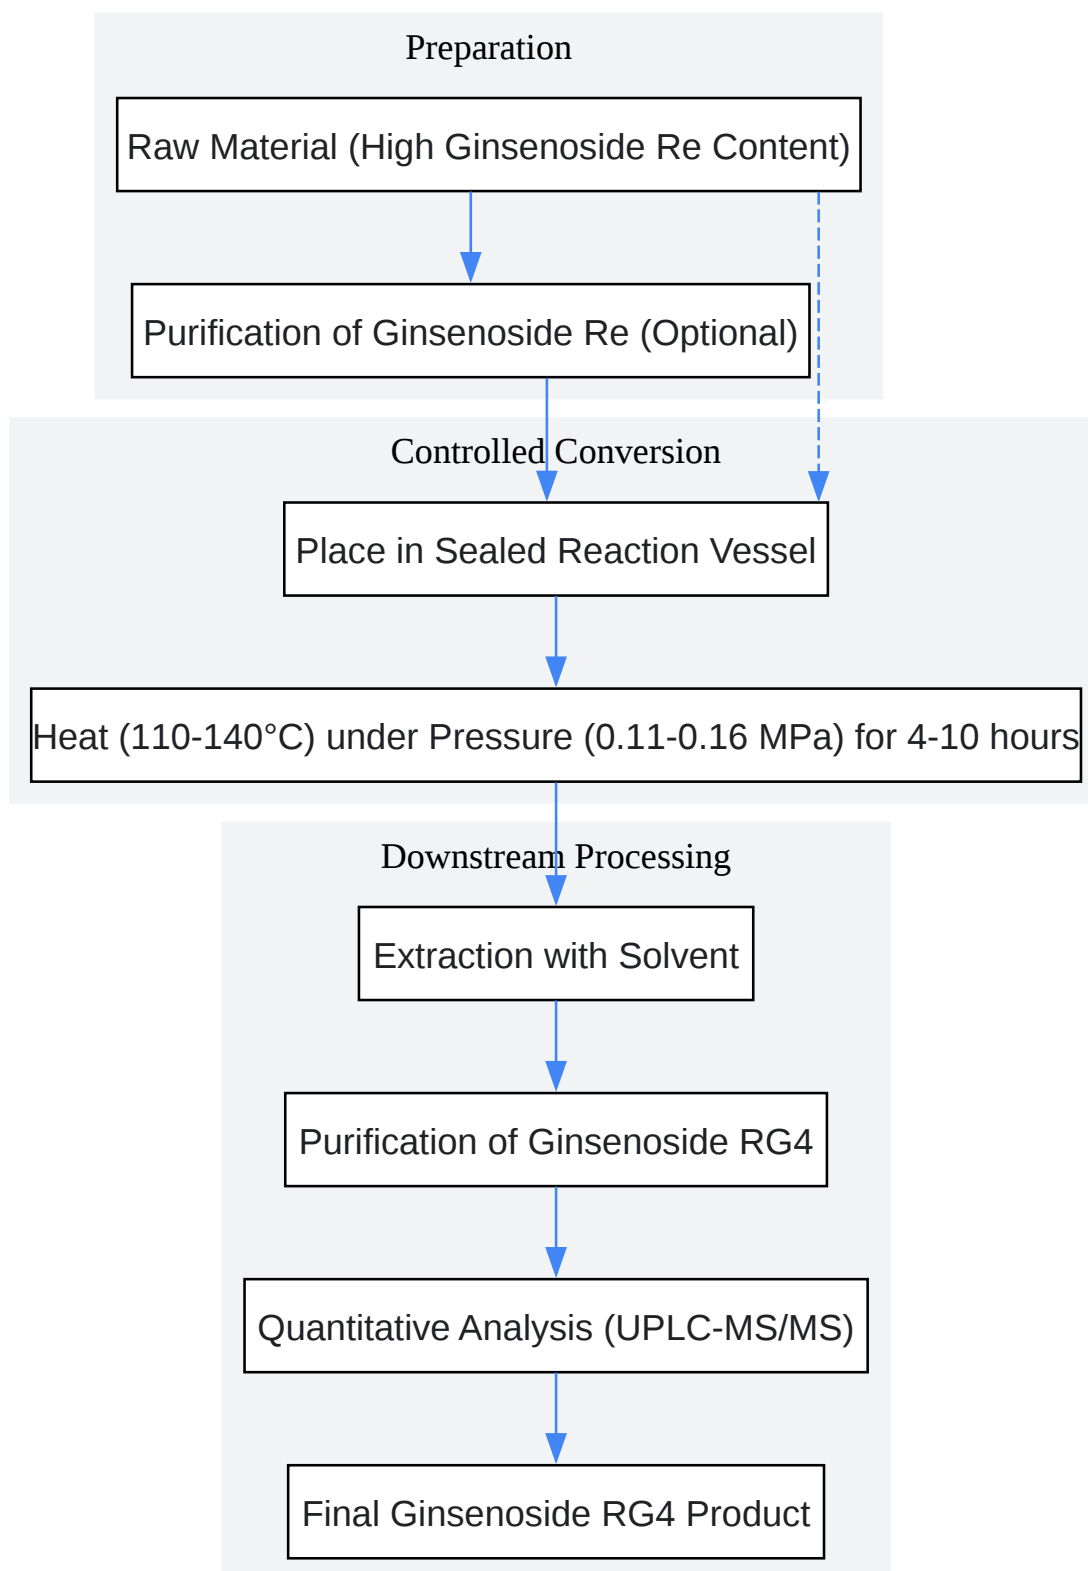 Preparation
Raw Material (High Ginsenoside Re Content)
Purification of Ginsenoside Re (Optional)
Controlled Conversion
Place in Sealed Reaction Vessel
Heat (110-140°C) under Pressure (0.11-0.16 MPa) for 4-10 hours
Downstream Processing
Extraction with Solvent
Purification of Ginsenoside RG4
Quantitative Analysis (UPLC-MS/MS)
Final Ginsenoside RG4 Product